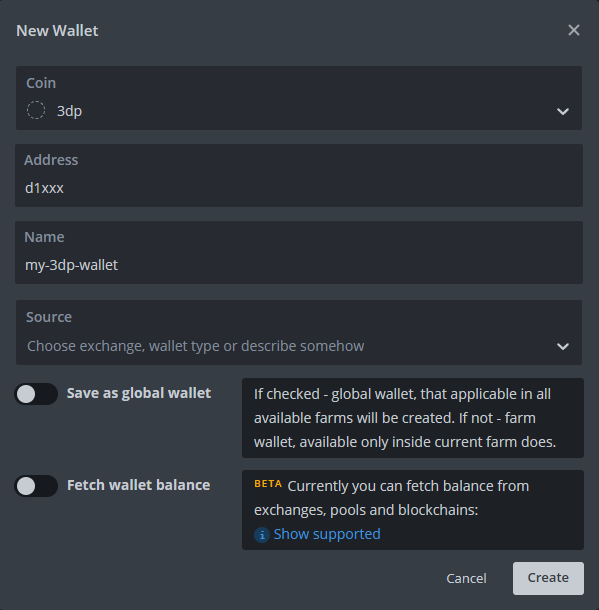 New Wallet
Coin
3dp
Address
d1xxx
Name
my-3dp-wallet
Source
Choose exchange, wallet type or describe somehow
Save as global wallet
If checked - global wallet, that applicable in all
available farms will be created. If not - farm
wallet, available only inside current farm does.
Fetch wallet balance
BETA Currently you can fetch balance from
exchanges, pools and blockchains:
Show supported
Cancel
Create